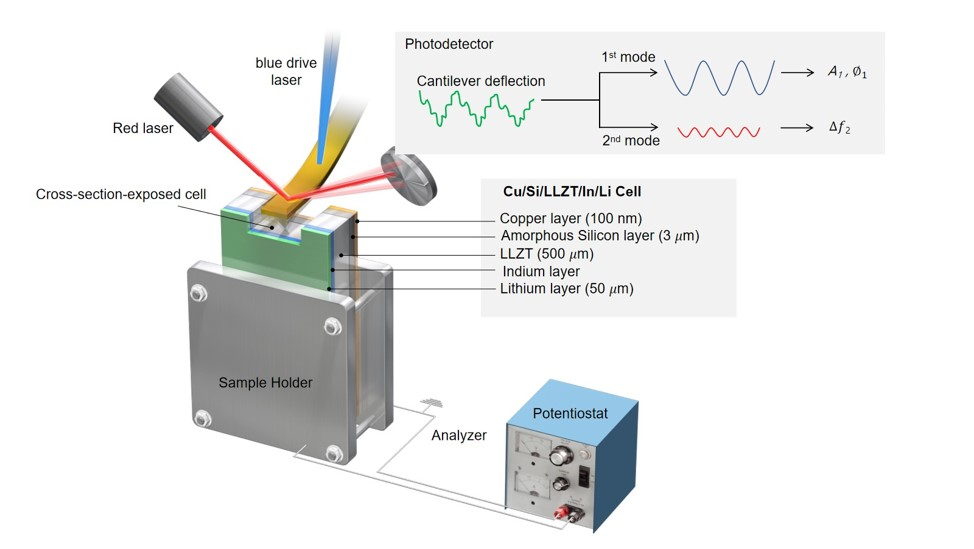 Photodetector
blue drive
laser
1st mode
A₁, ϕ₁
Cantilever deflection
Red laser
Δf₂
2nd mode
Cross-section-exposed cell
Cu/Si/LLZT/In/Li Cell
Copper layer (100 nm)
Amorphous Silicon layer (3 μm)
LLZT (500 μm)
Indium layer
Lithium layer (50 μm)
Sample Holder
Potentiostat
Analyzer